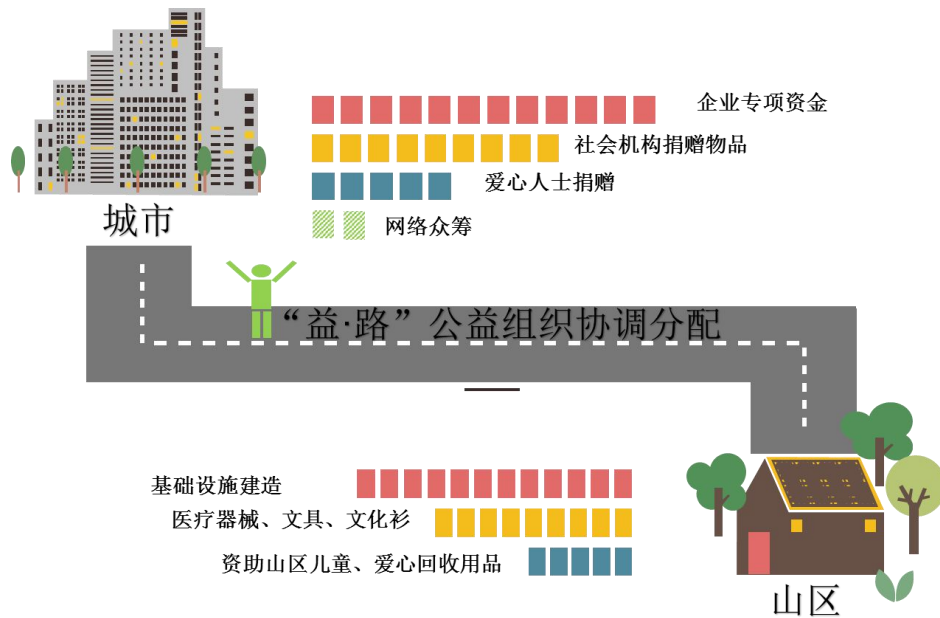 企业专项资金
社会机构捐赠物品
爱心人士捐赠
网络众筹
城市
“益·路”公益组织协调分配
基础设施建造
医疗器械、文具、文化衫
资助山区儿童、爱心回收用品
山区